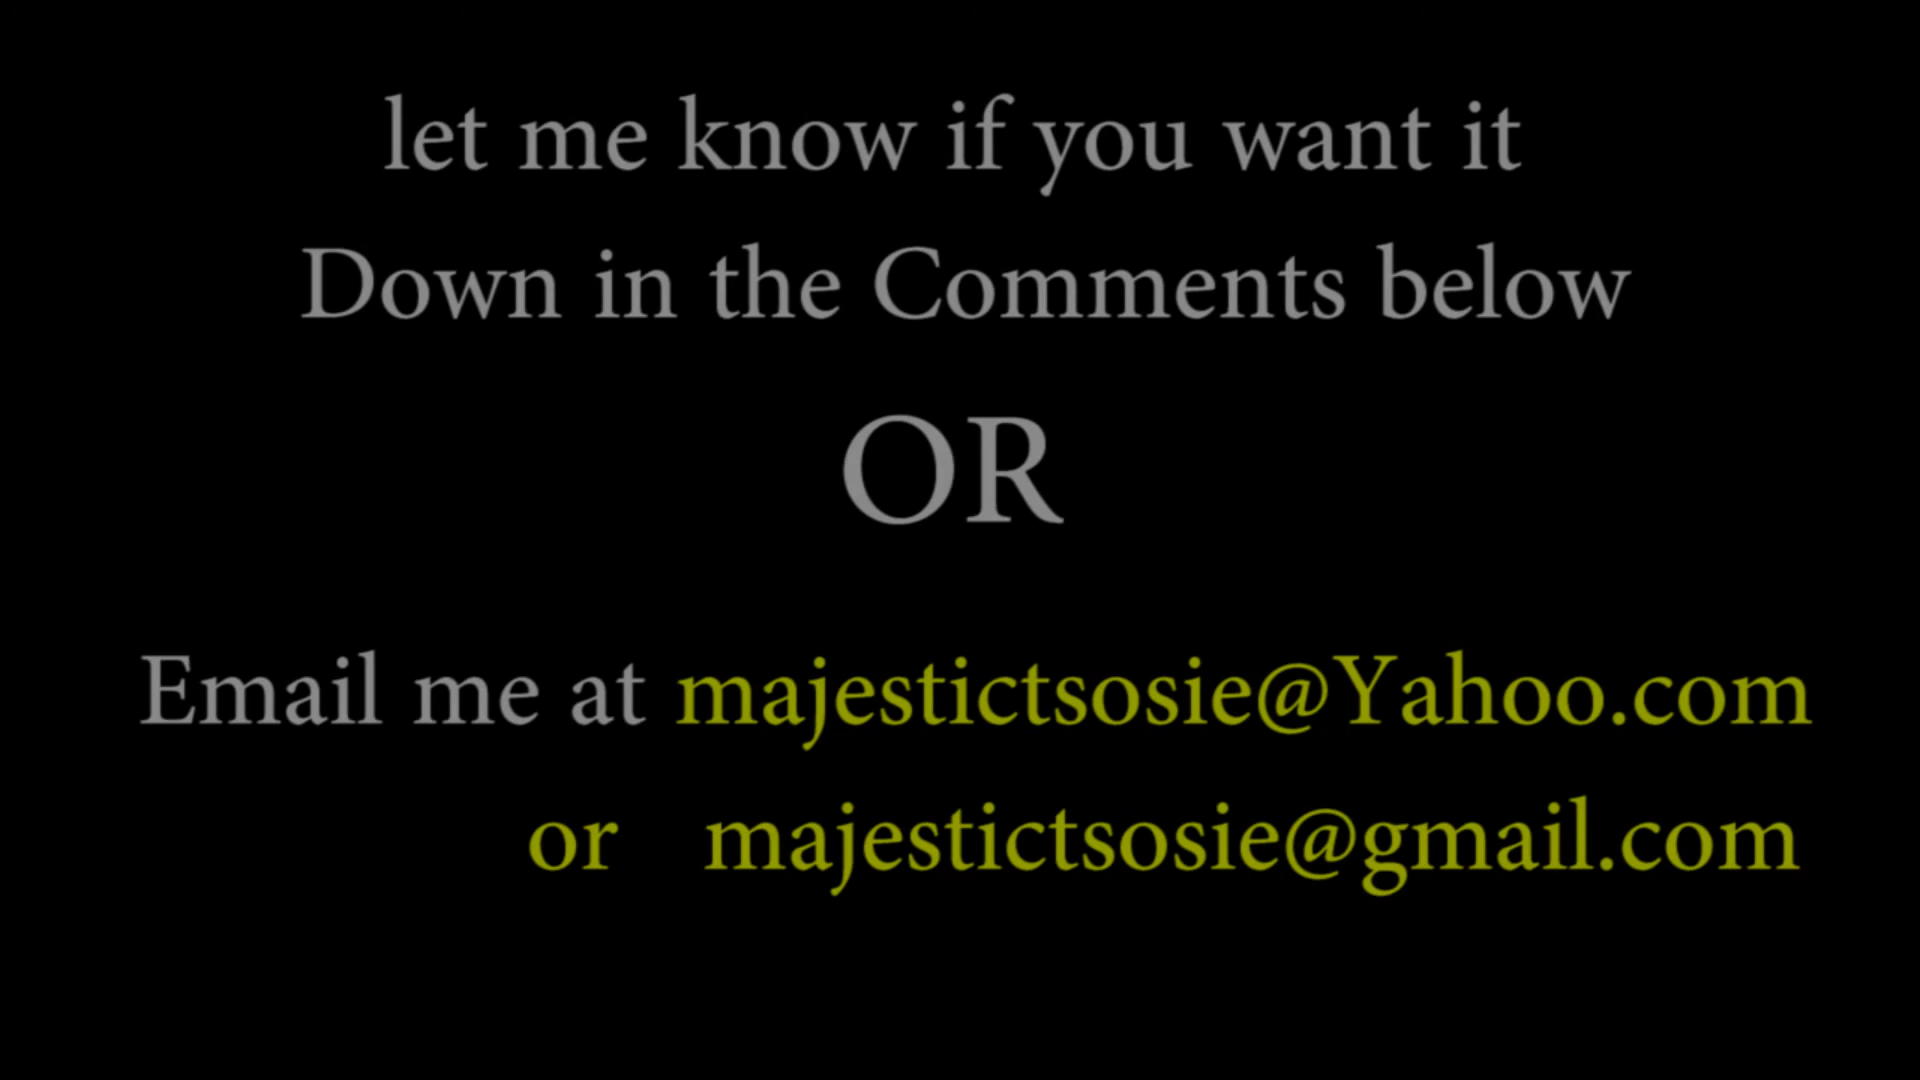 let me know if you want it
Down in the Comments below
OR
Email me at majestictsosie@Yahoo.com
or majestictsosie@gmail.com